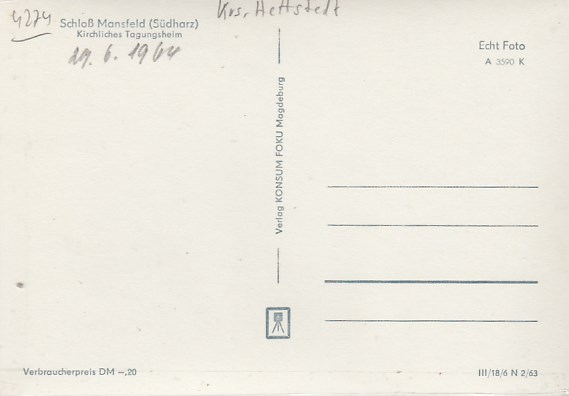 4274
Krs. Hettstedt
Schloß Mansfeld (Südharz)
Kirchliches Tagungsheim
29. 6. 1964
Echt Foto
A 3590 K
Verlag KONSUM FOKU Magdeburg
Verbraucherpreis DM –,20
III/18/6 N 2/63